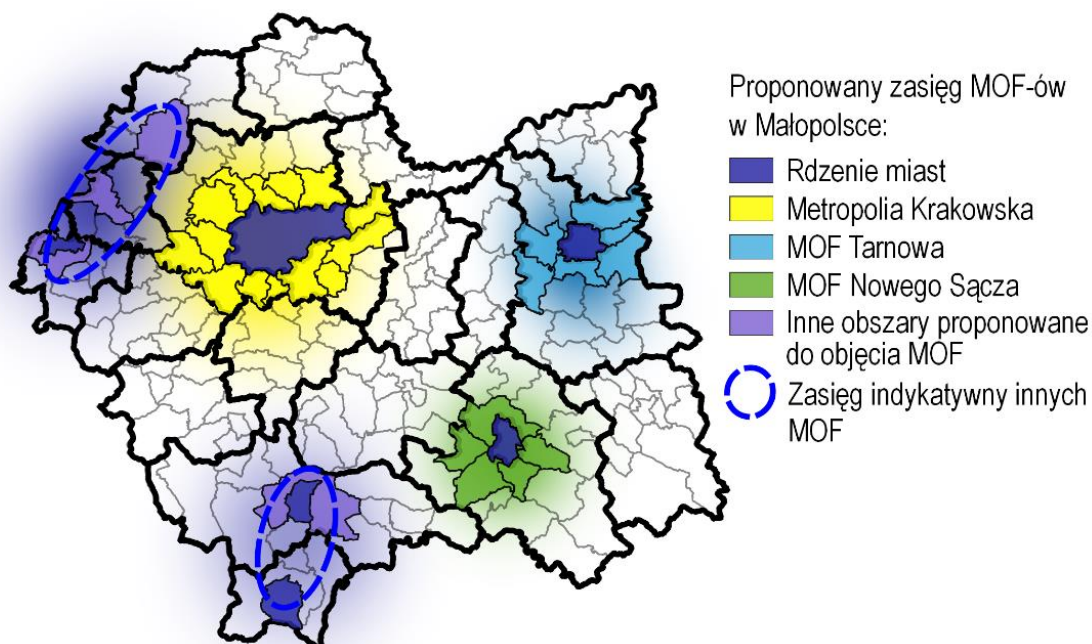 Proponowany zasięg MOF-ów
w Małopolsce:
Rdzenie miast
Metropolia Krakowska
MOF Tarnowa
MOF Nowego Sącza
Inne obszary proponowane
do objęcia MOF
Zasięg indykatywny innych
MOF